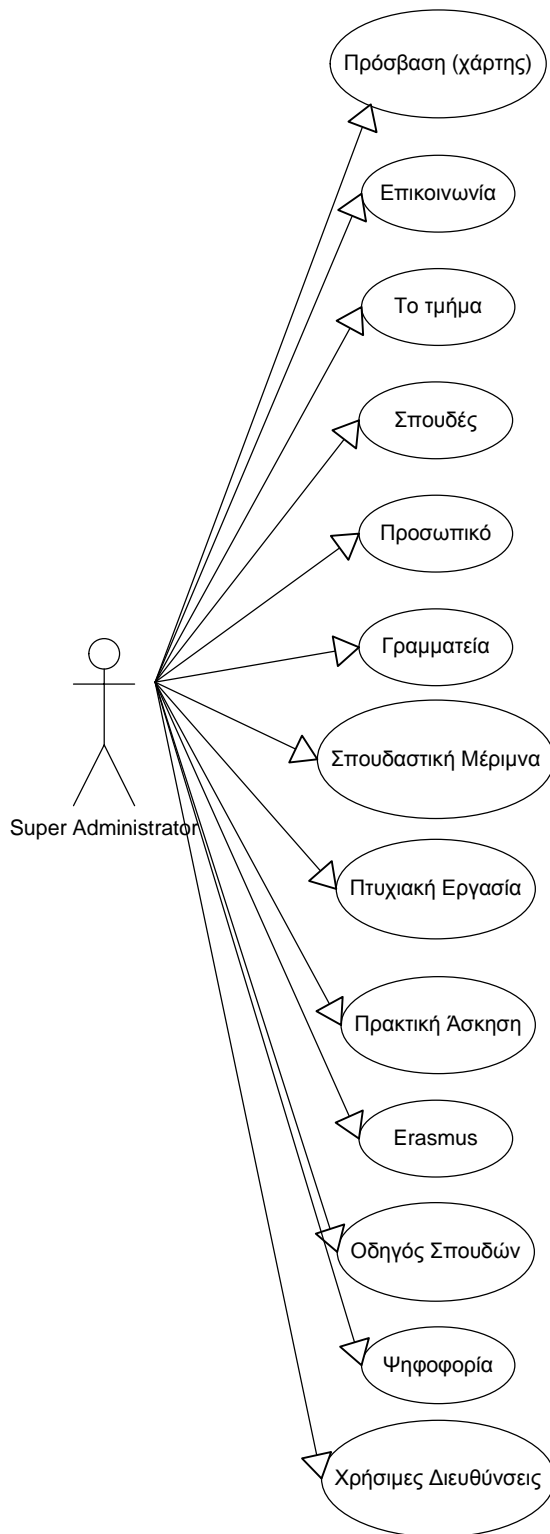 Πρόσβαση (χάρτης)
Επικοινωνία
Το τμήμα
Σπουδές
Προσωπικό
Γραμματεία
Σπουδαστική Μέριμνα
Super Administrator
Πτυχιακή Εργασία
Πρακτική Άσκηση
Erasmus
Οδηγός Σπουδών
Ψηφοφορία
Χρήσιμες Διευθύνσεις